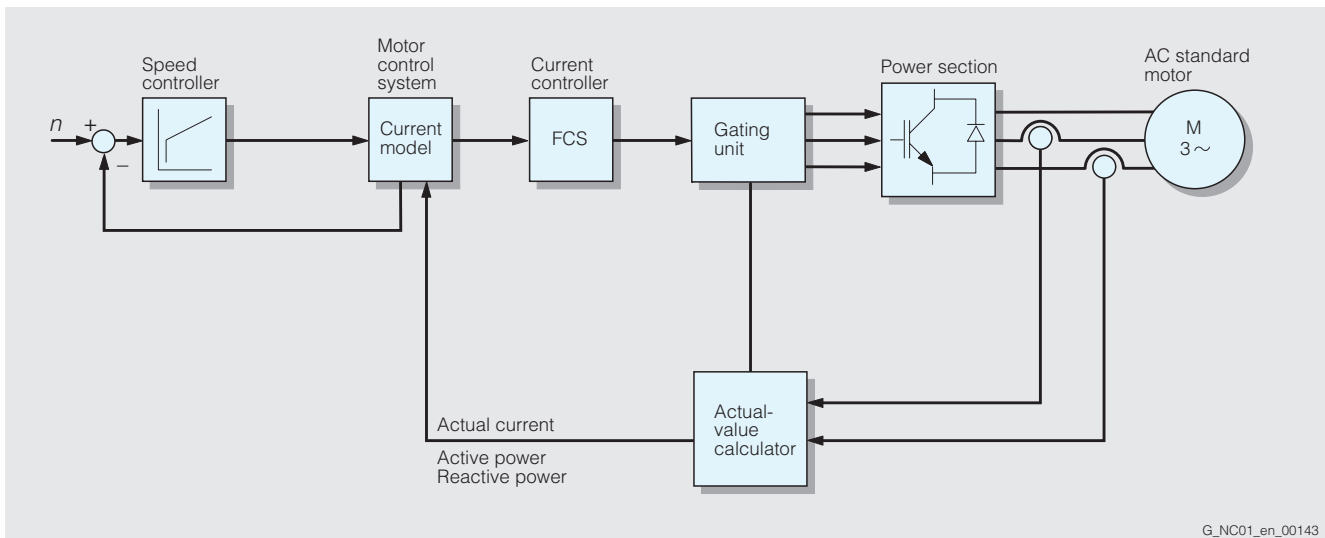 Speed
controller
Motor
control
system
Current
controller
Power section
AC standard
motor
n
+
−
Current
model
FCS
Gating
unit
M
3～
Actual current
Active power
Reactive power
Actual-
value
calculator
G_NC01_en_00143